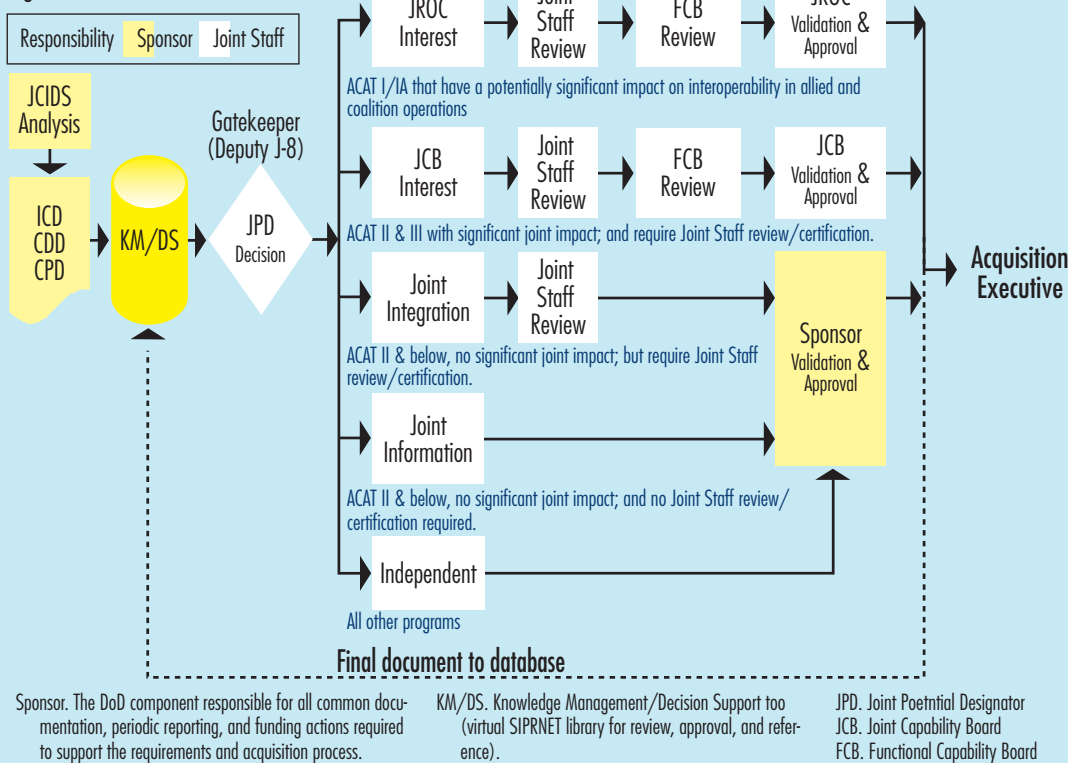 Responsibility Sponsor Joint Staff
JCIDS
Analysis
ICD
CDD
CPD
KM/DS
Gatekeeper
(Deputy J-8)
JPD
Decision
JROC
Interest
Joint
Staff
Review
FCB
Review
JROC
Validation &
Approval
ACAT I/IA that have a potentially significant impact on interoperability in allied and
coalition operations
JCB
Interest
Joint
Staff
Review
FCB
Review
JCB
Validation &
Approval
ACAT II & III with significant joint impact; and require Joint Staff review/certification.
Joint
Integration
Joint
Staff
Review
ACAT II & below, no significant joint impact; but require Joint Staff
review/certification.
Joint
Information
ACAT II & below, no significant joint impact; and no Joint Staff review/
certification required.
Independent
All other programs
Sponsor
Validation &
Approval
Acquisition
Executive
Final document to database
Sponsor. The DoD component responsible for all common docu-
mentation, periodic reporting, and funding actions required
to support the requirements and acquisition process.
KM/DS. Knowledge Management/Decision Support too
(virtual SIPRNET library for review, approval, and refer-
ence).
JPD. Joint Poetntial Designator
JCB. Joint Capability Board
FCB. Functional Capability Board